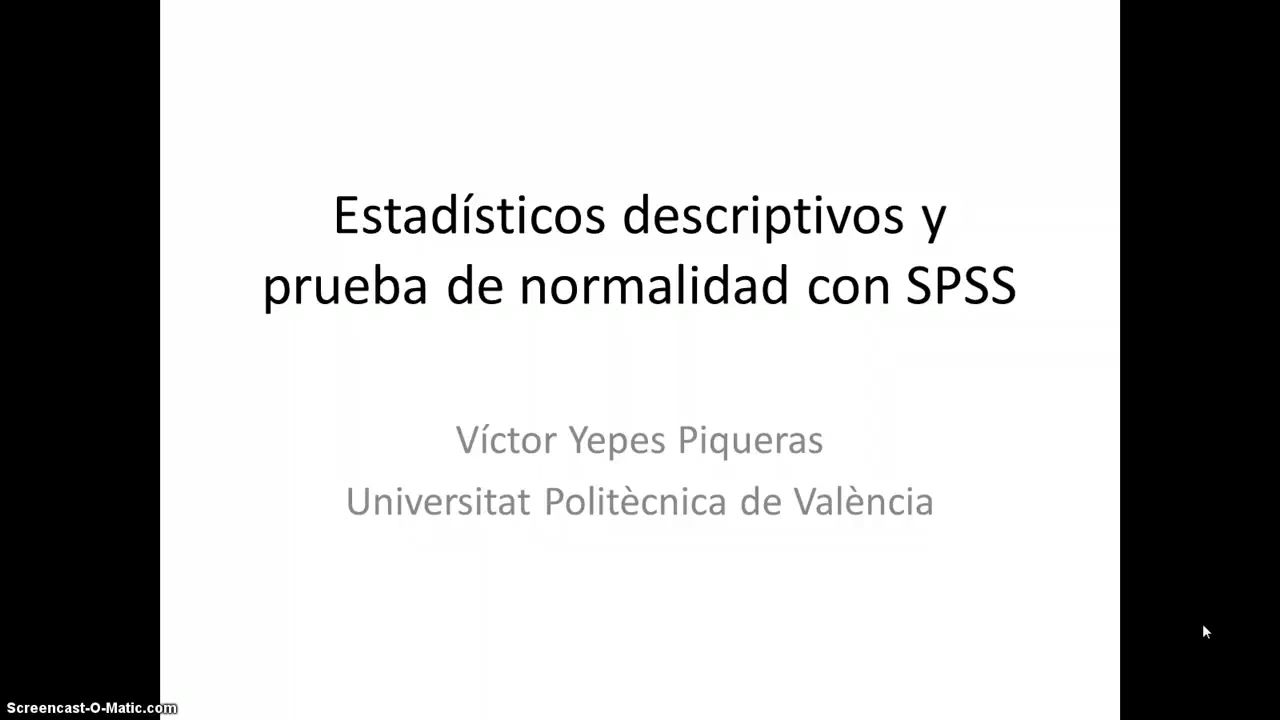 Estadísticos descriptivos y
prueba de normalidad con SPSS
Víctor Yepes Piqueras
Universitat Politècnica de València
Screencast-O-Matic.com